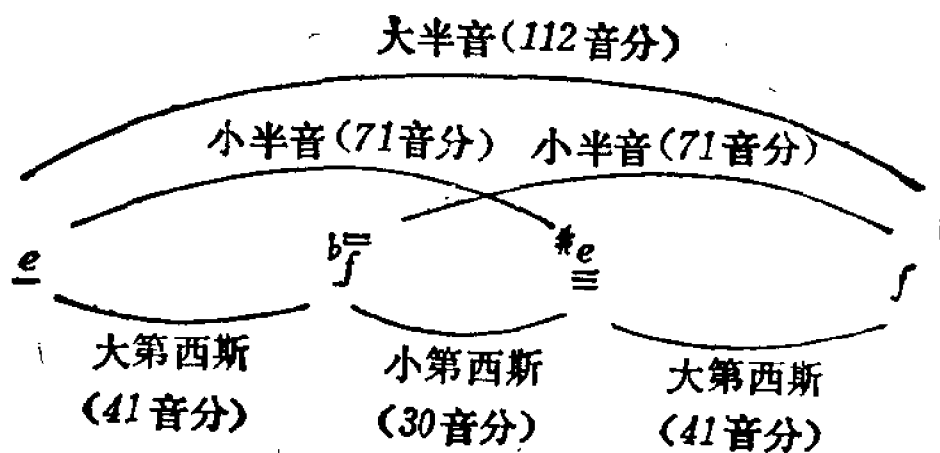 大半音(112音分)
小半音(71音分) 小半音(71音分)
e ♭f #e f
大第西斯 小第西斯 大第西斯
(41音分) (30音分) (41音分)